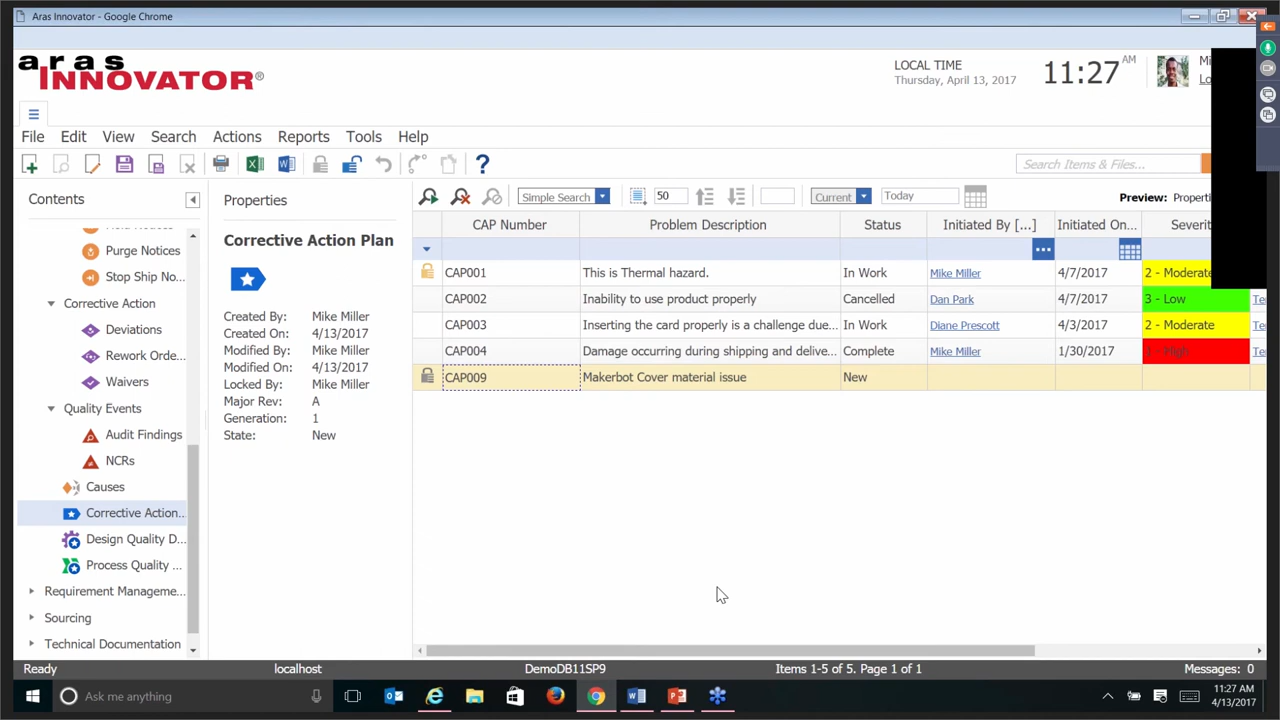 Aras Innovator - Google Chrome
aras
INNOVATOR®
LOCAL TIME
Thursday, April 13, 2017
11:27 AM
Mi
Lo
File Edit View Search Actions Reports Tools Help
Search Items & Files...
Contents
Purge Notices
Stop Ship No...
Corrective Action
Deviations
Rework Orde...
Waivers
Quality Events
Audit Findings
NCRs
Causes
Corrective Action...
Design Quality D...
Process Quality ...
Requirement Manageme...
Sourcing
Technical Documentation
Properties
Corrective Action Plan
Created By: Mike Miller
Created On: 4/13/2017
Modified By: Mike Miller
Modified On: 4/13/2017
Locked By: Mike Miller
Major Rev: A
Generation: 1
State: New
Simple Search 50 Current Today Preview: Properti
CAP Number Problem Description Status Initiated By [...] Initiated On... Severit
CAP001 This is Thermal hazard. In Work Mike Miller 4/7/2017 2 - Moderate
CAP002 Inability to use product properly Cancelled Dan Park 4/7/2017 3 - Low Te
CAP003 Inserting the card properly is a challenge due... In Work Diane Prescott 4/3/2017 2 - Moderate Te
CAP004 Damage occurring during shipping and delive... Complete Mike Miller 1/30/2017 1 - High Te
CAP009 Makerbot Cover material issue New
Ready localhost DemoDB11SP9 Items 1-5 of 5. Page 1 of 1 Messages: 0
Ask me anything
11:27 AM
4/13/2017